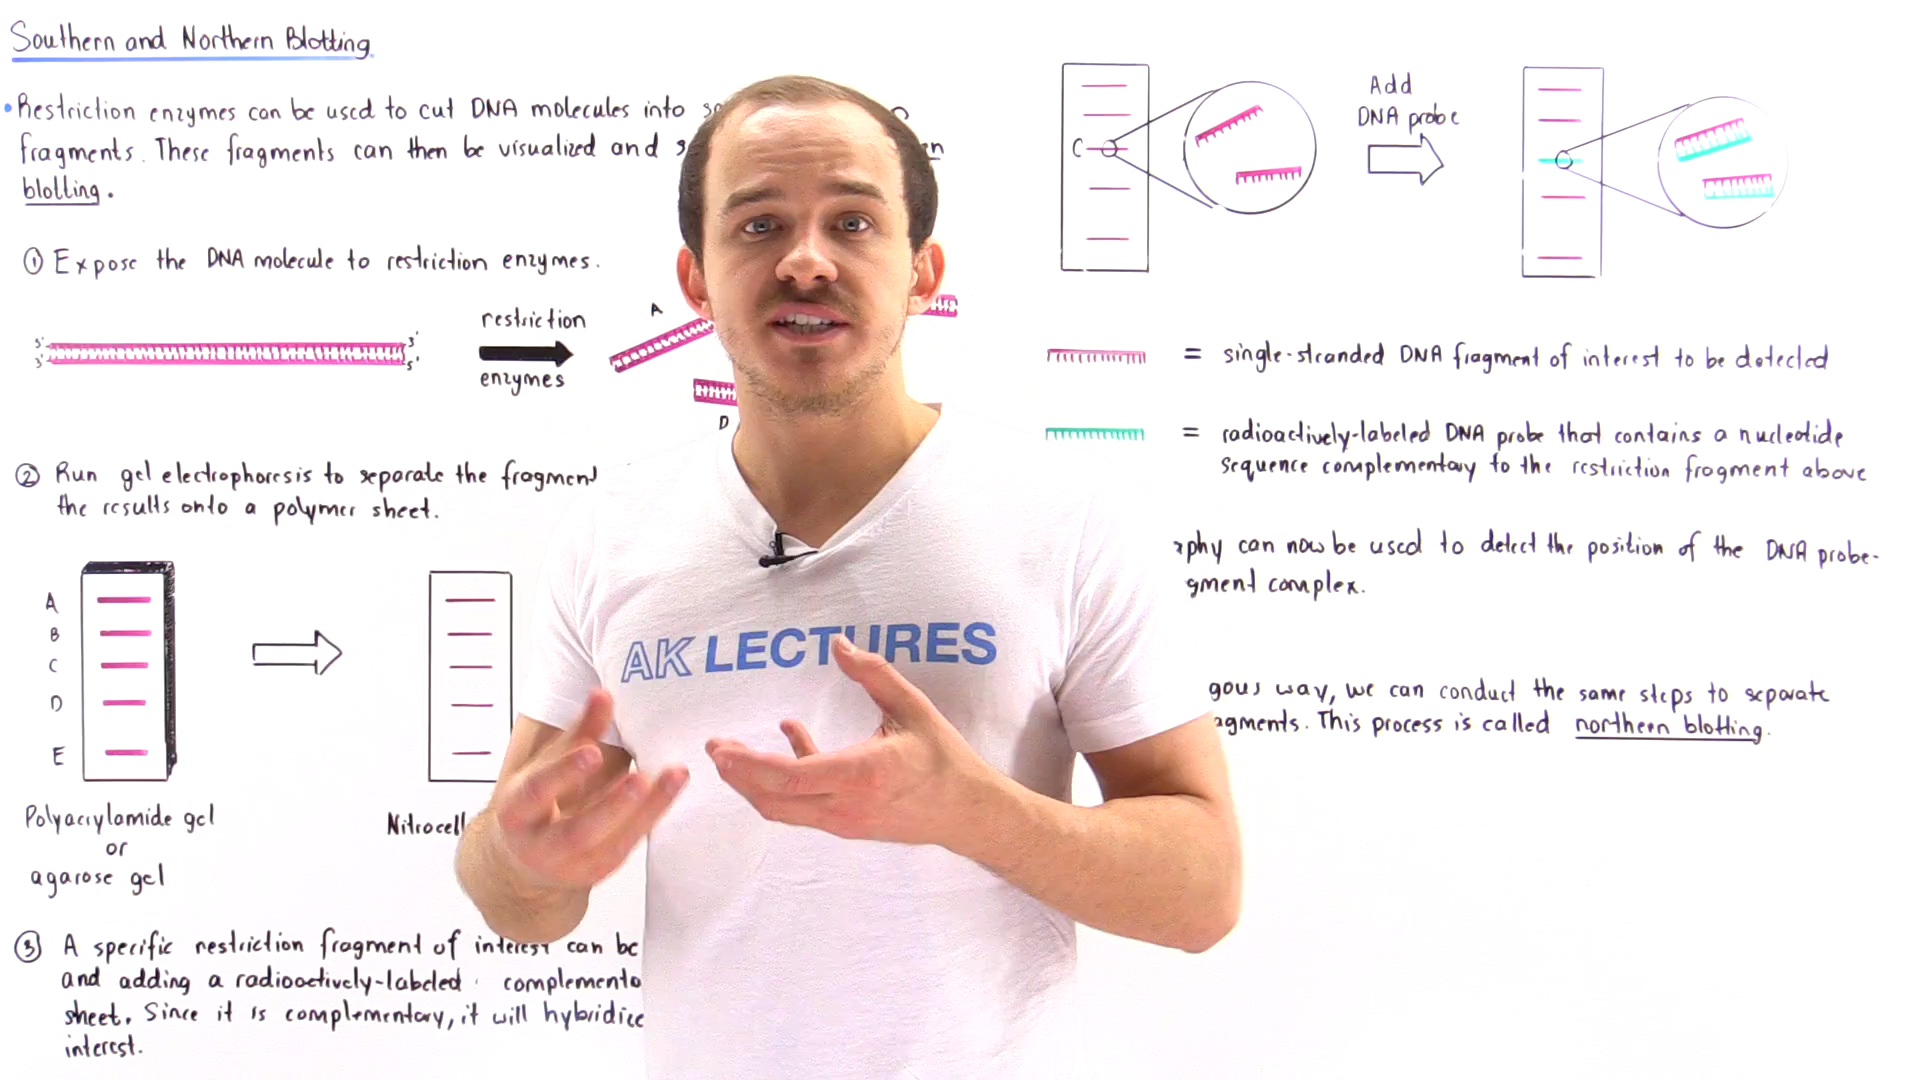 Southern and Northern Blotting
• Restriction enzymes can be used to cut DNA molecules into
fragments. These fragments can then be visualized and
blotting.
① Expose the DNA molecule to restriction enzymes.
5' 3'
3' 5'
restriction
enzymes
A
D
② Run gel electrophoresis to separate the fragment
the results onto a polymer sheet.
A
B
C
D
E
Polyacrylamide gel
or
agarose gel
Nitrocell
③ A specific restriction fragment of interest can be
and adding a radioactively-labeled complementa
sheet. Since it is complementary, it will hybridize
interest.
C
Add
DNA probe
= single-stranded DNA fragment of interest to be detected
= radioactively-labeled DNA probe that contains a nucleotide
sequence complementary to the restriction fragment above
phy can now be used to detect the position of the DNA probe-
gment complex.
gous way, we can conduct the same steps to separate
agments. This process is called northern blotting.
AK LECTURES